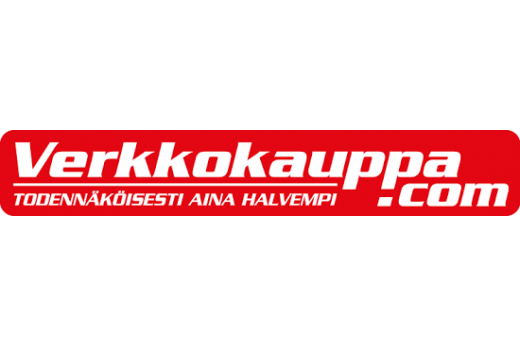 Verkkokauppa
.com
TODENNÄKÖISESTI AINA HALVEMPI